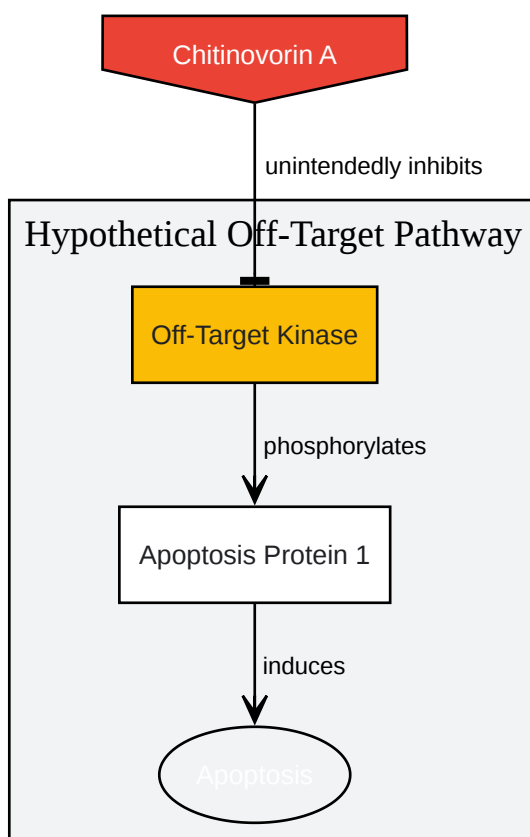 Chitinovorin A
unintendedly inhibits
Hypothetical Off-Target Pathway
Off-Target Kinase
phosphorylates
Apoptosis Protein 1
induces
Apoptosis